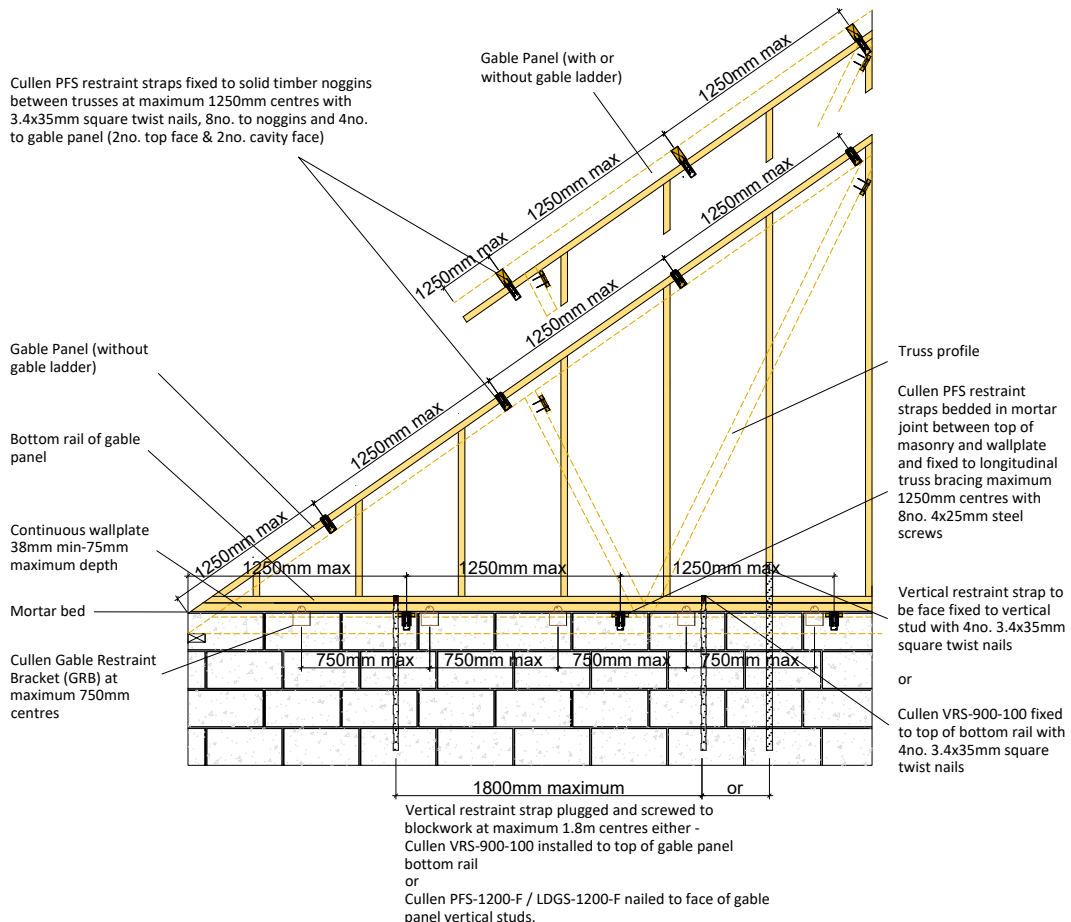 Gable Panel (with or
without gable ladder)
Cullen PFS restraint straps fixed to solid timber noggins
between trusses at maximum 1250mm centres with
3.4x35mm square twist nails, 8no. to noggins and 4no.
to gable panel (2no. top face & 2no. cavity face)
1250mm max
1250mm max
1250mm max
1250mm max
1250mm max
1250mm max
1250mm max
Gable Panel (without
gable ladder)
Bottom rail of gable
panel
Continuous wallplate
38mm min-75mm
maximum depth
Mortar bed
Cullen Gable Restraint
Bracket (GRB) at
maximum 750mm
centres
Truss profile
Cullen PFS restraint
straps bedded in mortar
joint between top of
masonry and wallplate
and fixed to longitudinal
truss bracing maximum
1250mm centres with
8no. 4x25mm steel
screws
1250mm max
1250mm max
1250mm max
Vertical restraint strap to
be face fixed to vertical
stud with 4no. 3.4x35mm
square twist nails
or
Cullen VRS-900-100 fixed
to top of bottom rail with
4no. 3.4x35mm square
twist nails
750mm max
750mm max
750mm max
750mm max
1800mm maximum
or
Vertical restraint strap plugged and screwed to
blockwork at maximum 1.8m centres either -
Cullen VRS-900-100 installed to top of gable panel
bottom rail
or
Cullen PFS-1200-F / LDGS-1200-F nailed to face of gable
panel vertical studs.